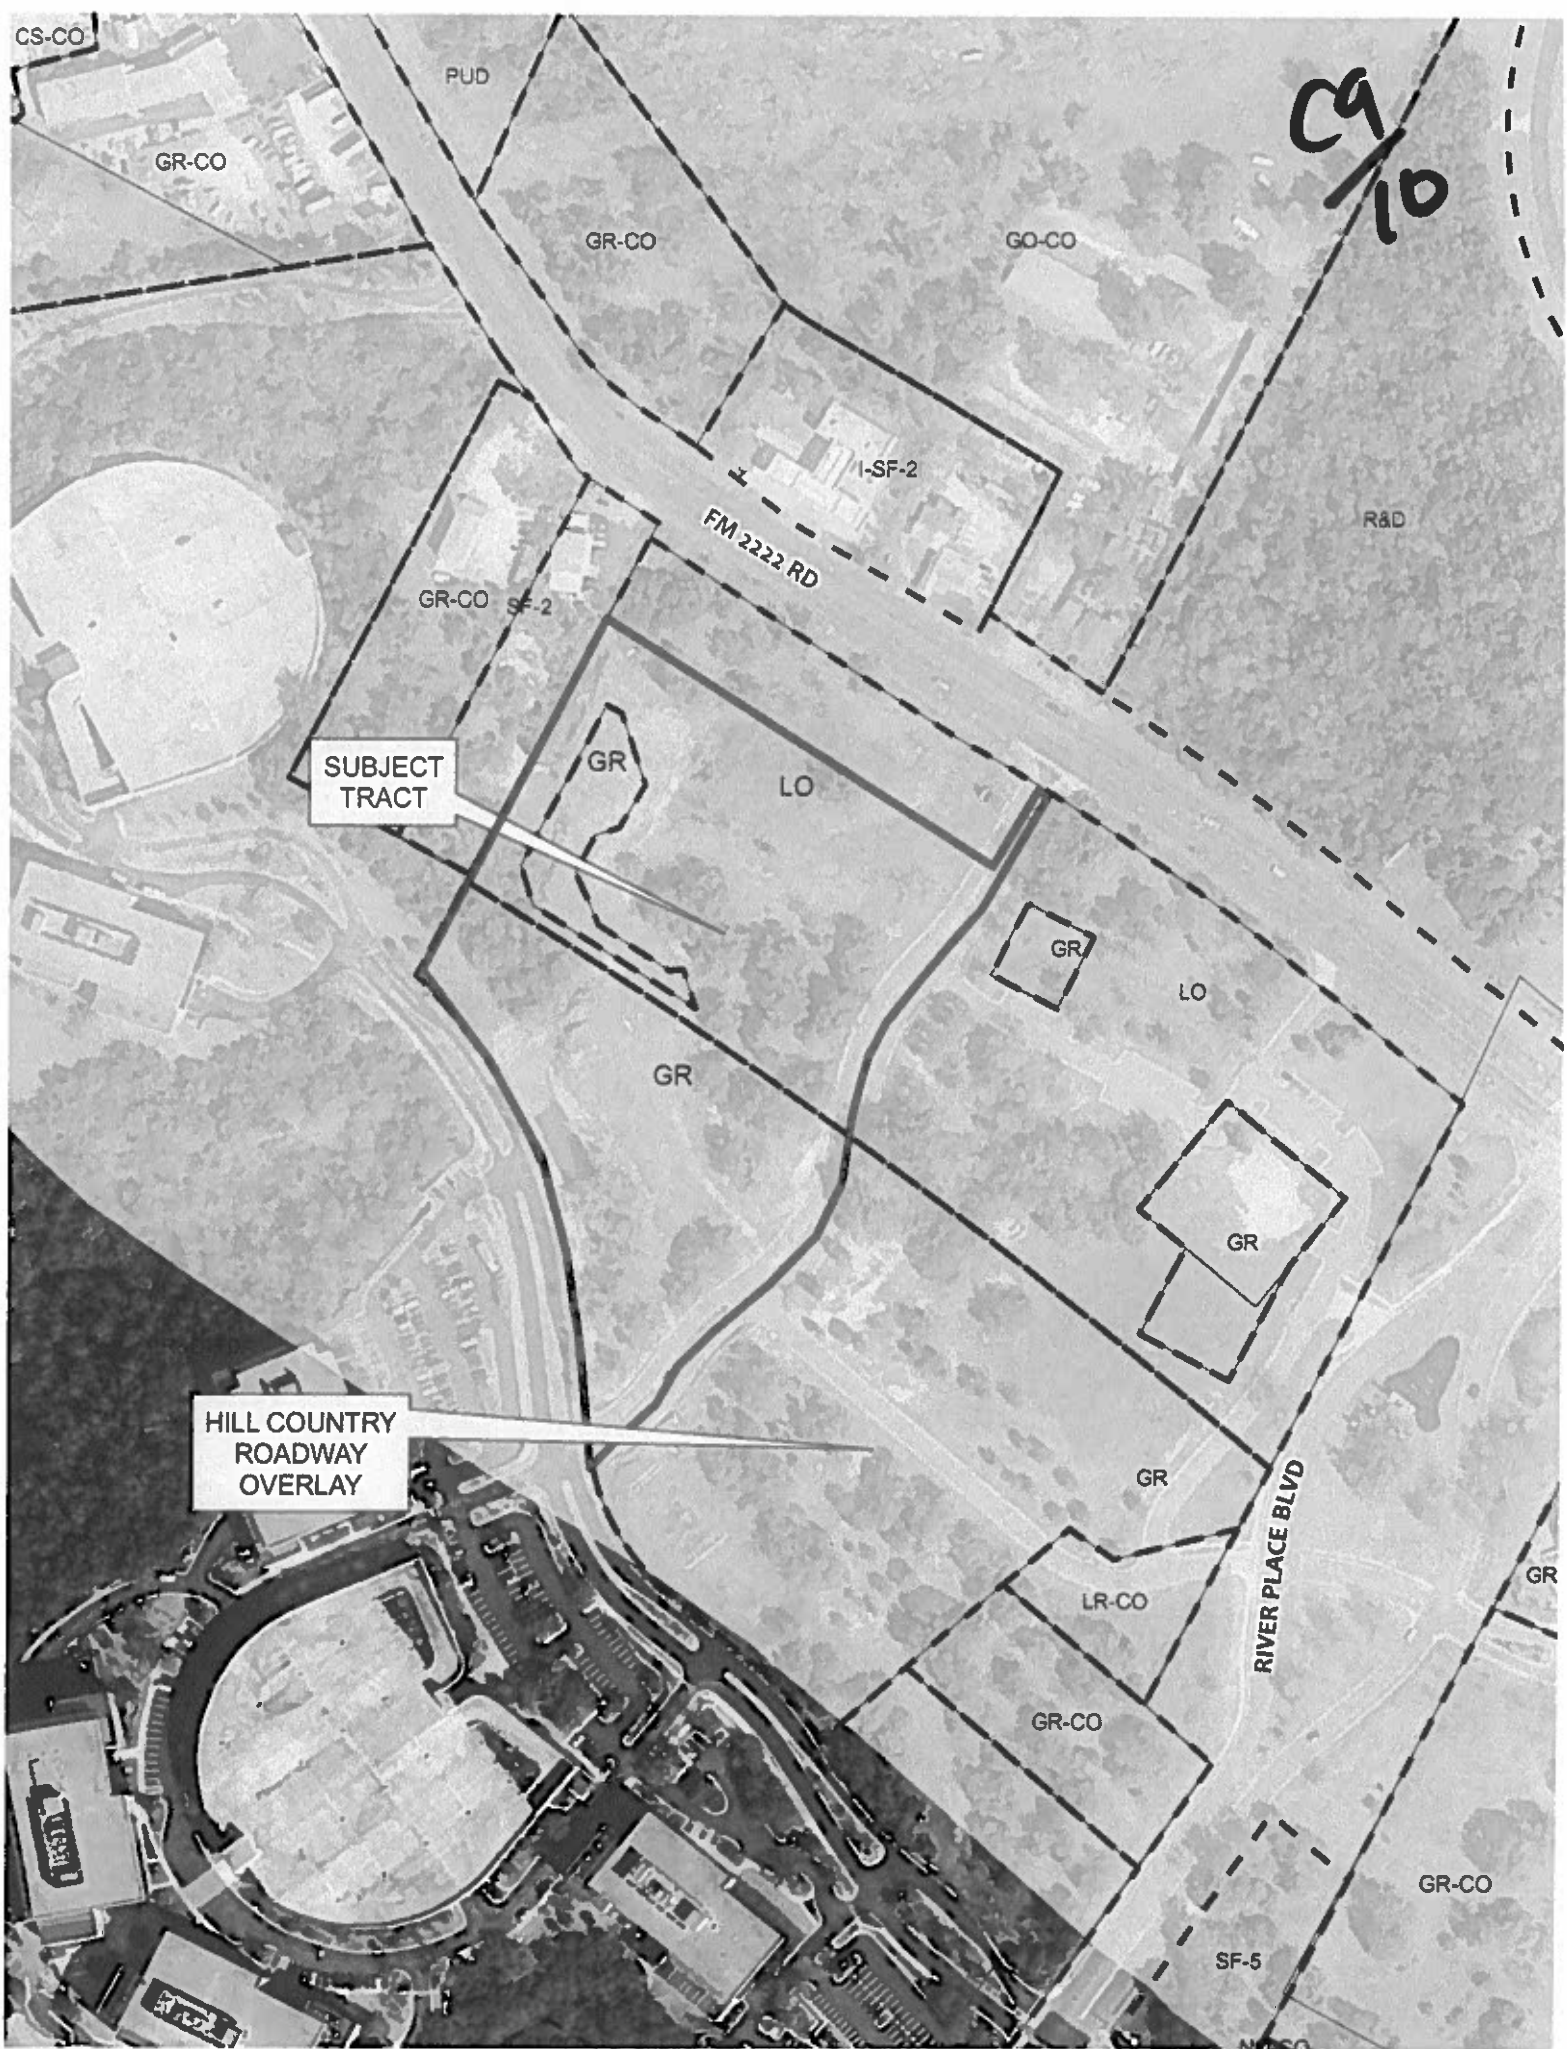 CS-CO
PUD
C9
10
GR-CO
GR-CO
GO-CO
I-SF-2
R&D
FM 2222 RD
GR-CO
SF-2
SUBJECT
TRACT
GR
LO
GR
LO
GR
GR
HILL COUNTRY
ROADWAY
OVERLAY
GR
RIVER PLACE BLVD
GR
LR-CO
GR-CO
GR-CO
SF-5